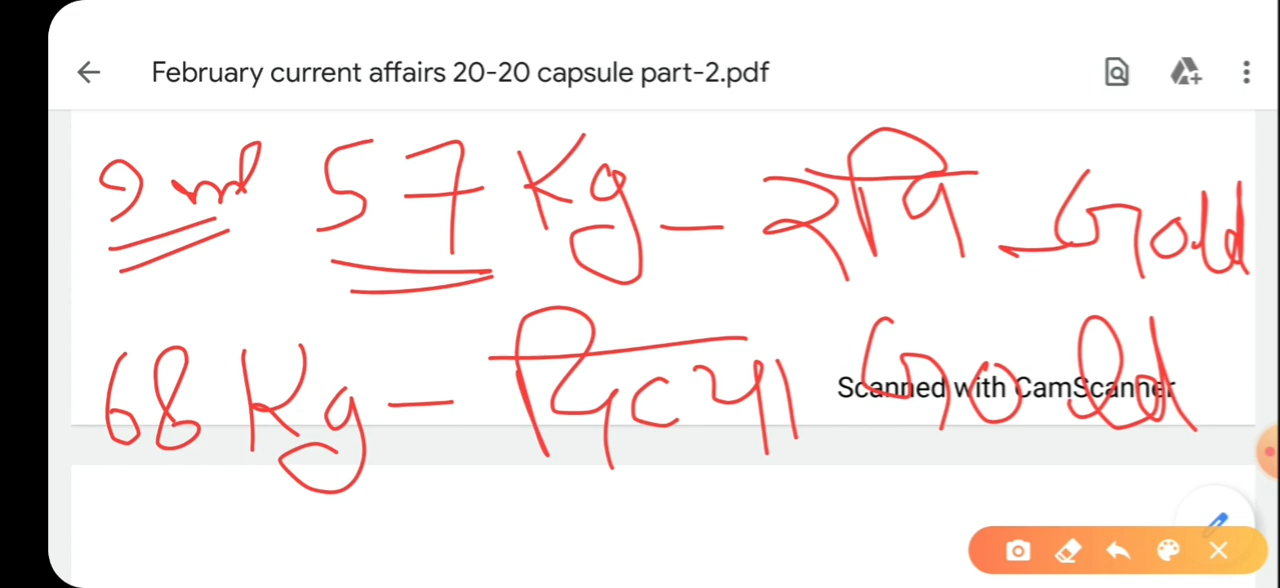 February current affairs 20-20 capsule part-2.pdf
2nd 57 Kg - रवि - Gold
68 Kg - दिव्या Gold
Scanned with CamScanner